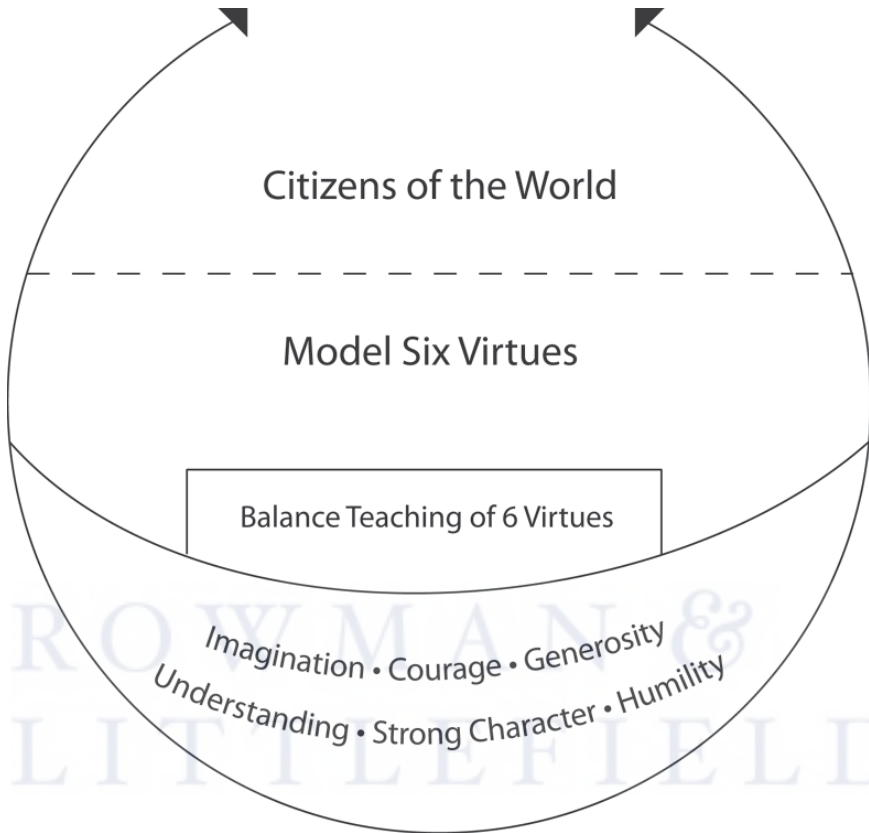 Citizens of the World
Model Six Virtues
Balance Teaching of 6 Virtues
Imagination • Courage • Generosity
Understanding • Strong Character • Humility
ROWMAN &
LITTLEFIELD